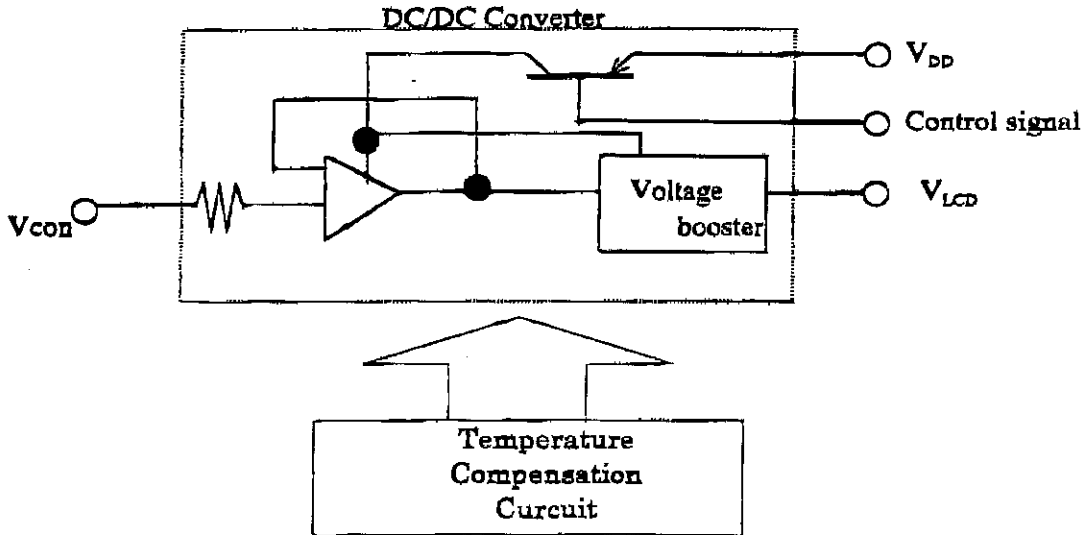 DC/DC Converter
V_DD
Control signal
Vcon
Voltage
booster
V_LCD
Temperature
Compensation
Curcuit